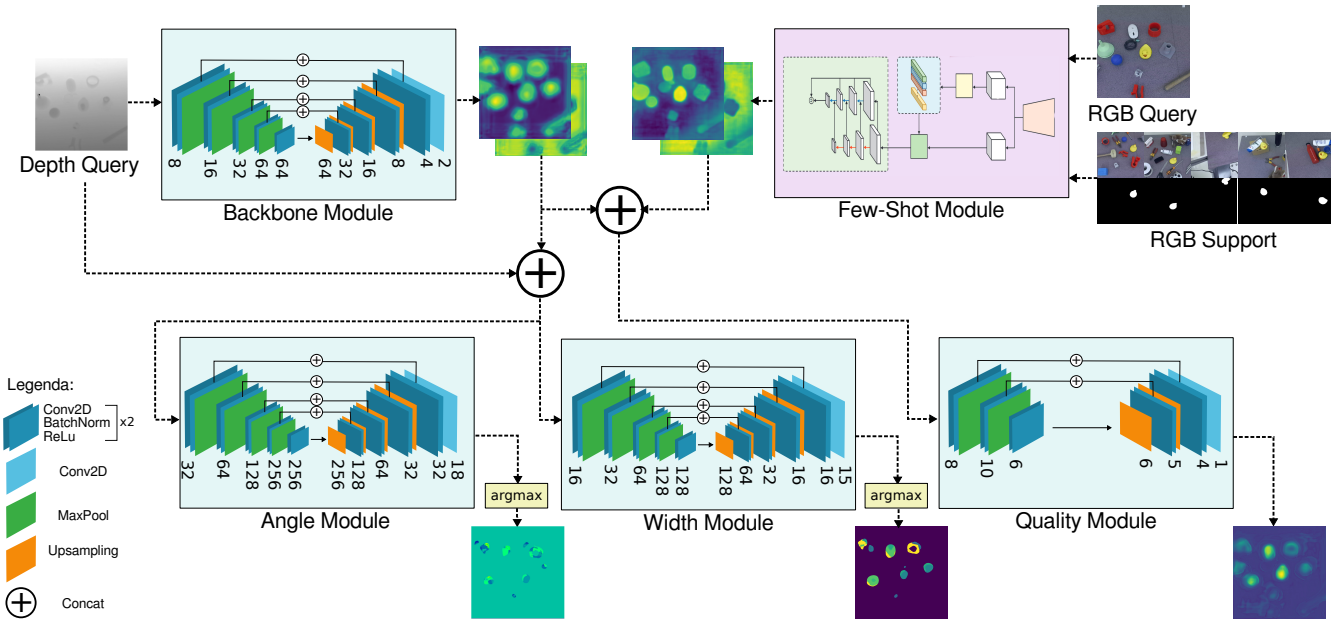 Depth Query
8
16
32
64
64
64
32
16
8
4
2
Backbone Module
Few-Shot Module
RGB Query
RGB Support
Legenda:
Conv2D
BatchNorm
ReLu
x2
Conv2D
MaxPool
Upsampling
Concat
32
64
128
256
256
256
128
64
32
32
18
Angle Module
argmax
16
32
64
128
128
128
64
32
16
16
15
Width Module
argmax
8
10
6
6
5
4
1
Quality Module